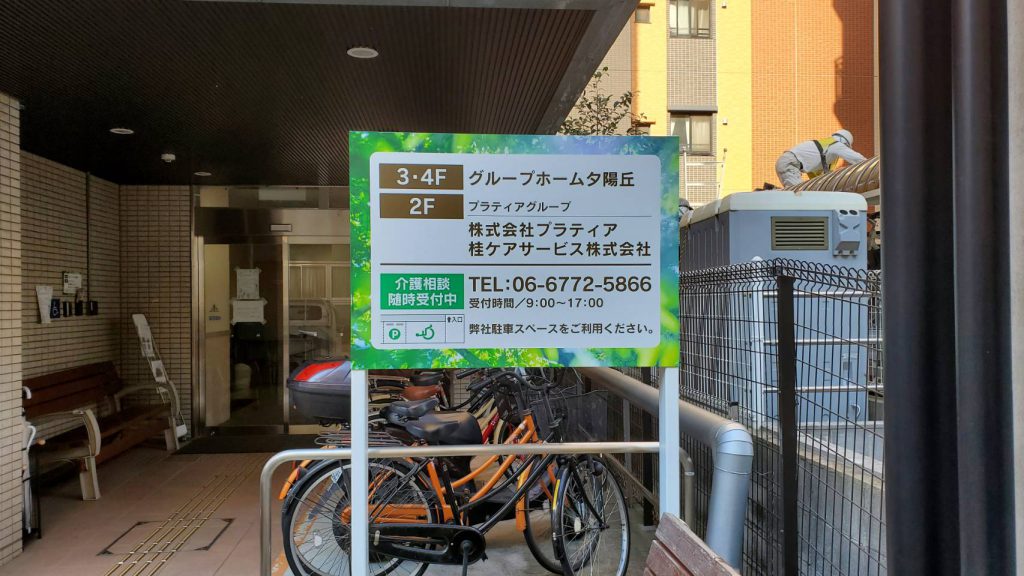 3・4F グループホーム夕陽丘
2F プラティアグループ
株式会社プラティア
桂ケアサービス株式会社
介護相談
随時受付中
TEL:06-6772-5866
受付時間/9:00〜17:00
入口
P
弊社駐車スペースをご利用ください。